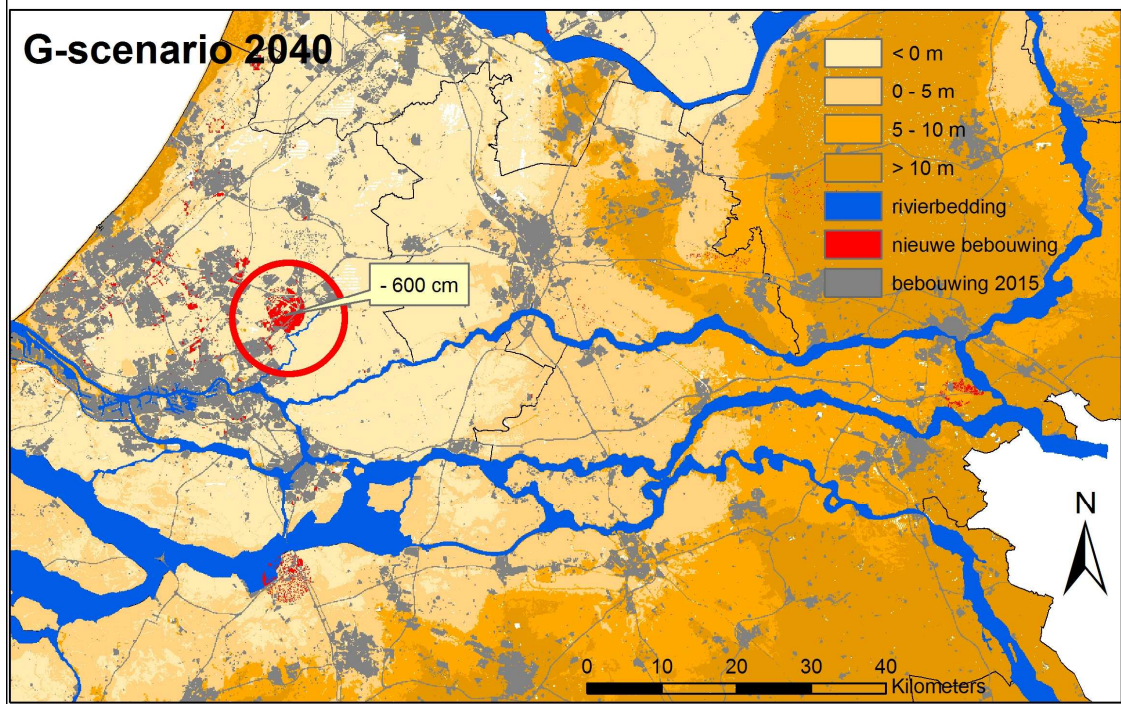 G-scenario 2040
< 0 m
0 - 5 m
5 - 10 m
> 10 m
rivierbedding
nieuwe bebouwing
bebouwing 2015
- 600 cm
N
0 10 20 30 40
Kilometers